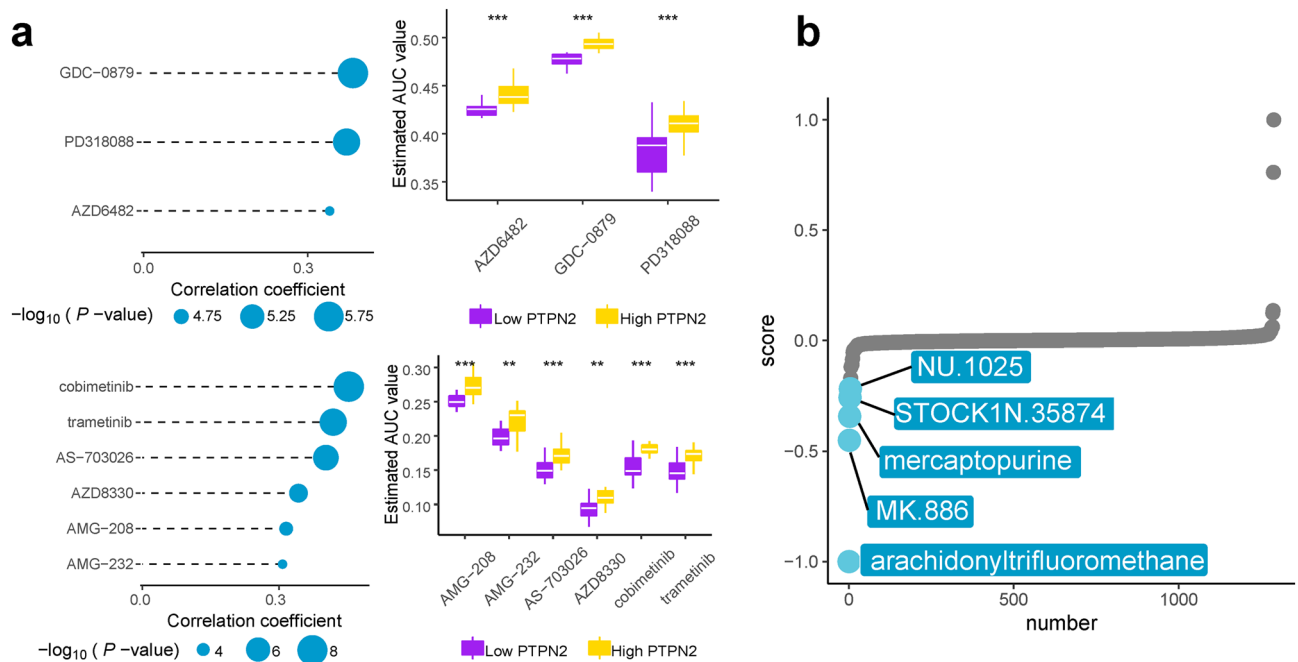 a
GDC−0879
PD318088
AZD6482
0.0
0.3
Correlation coefficient
−log10 ( P −value)
4.75
5.25
5.75
Estimated AUC value
0.50
0.45
0.40
0.35
***
***
***
AZD6482
GDC−0879
PD318088
Low PTPN2
High PTPN2
cobimetinib
trametinib
AS−703026
AZD8330
AMG−208
AMG−232
0.0
0.3
Correlation coefficient
−log10 ( P −value)
4
6
8
Estimated AUC value
0.30
0.25
0.20
0.15
0.10
***
**
***
**
***
***
AMG−208
AMG−232
AS−703026
AZD8330
cobimetinib
trametinib
Low PTPN2
High PTPN2
b
score
1.0
0.5
0.0
−0.5
−1.0
NU.1025
STOCK1N.35874
mercaptopurine
MK.886
arachidonyltrifluoromethane
0
500
1000
number